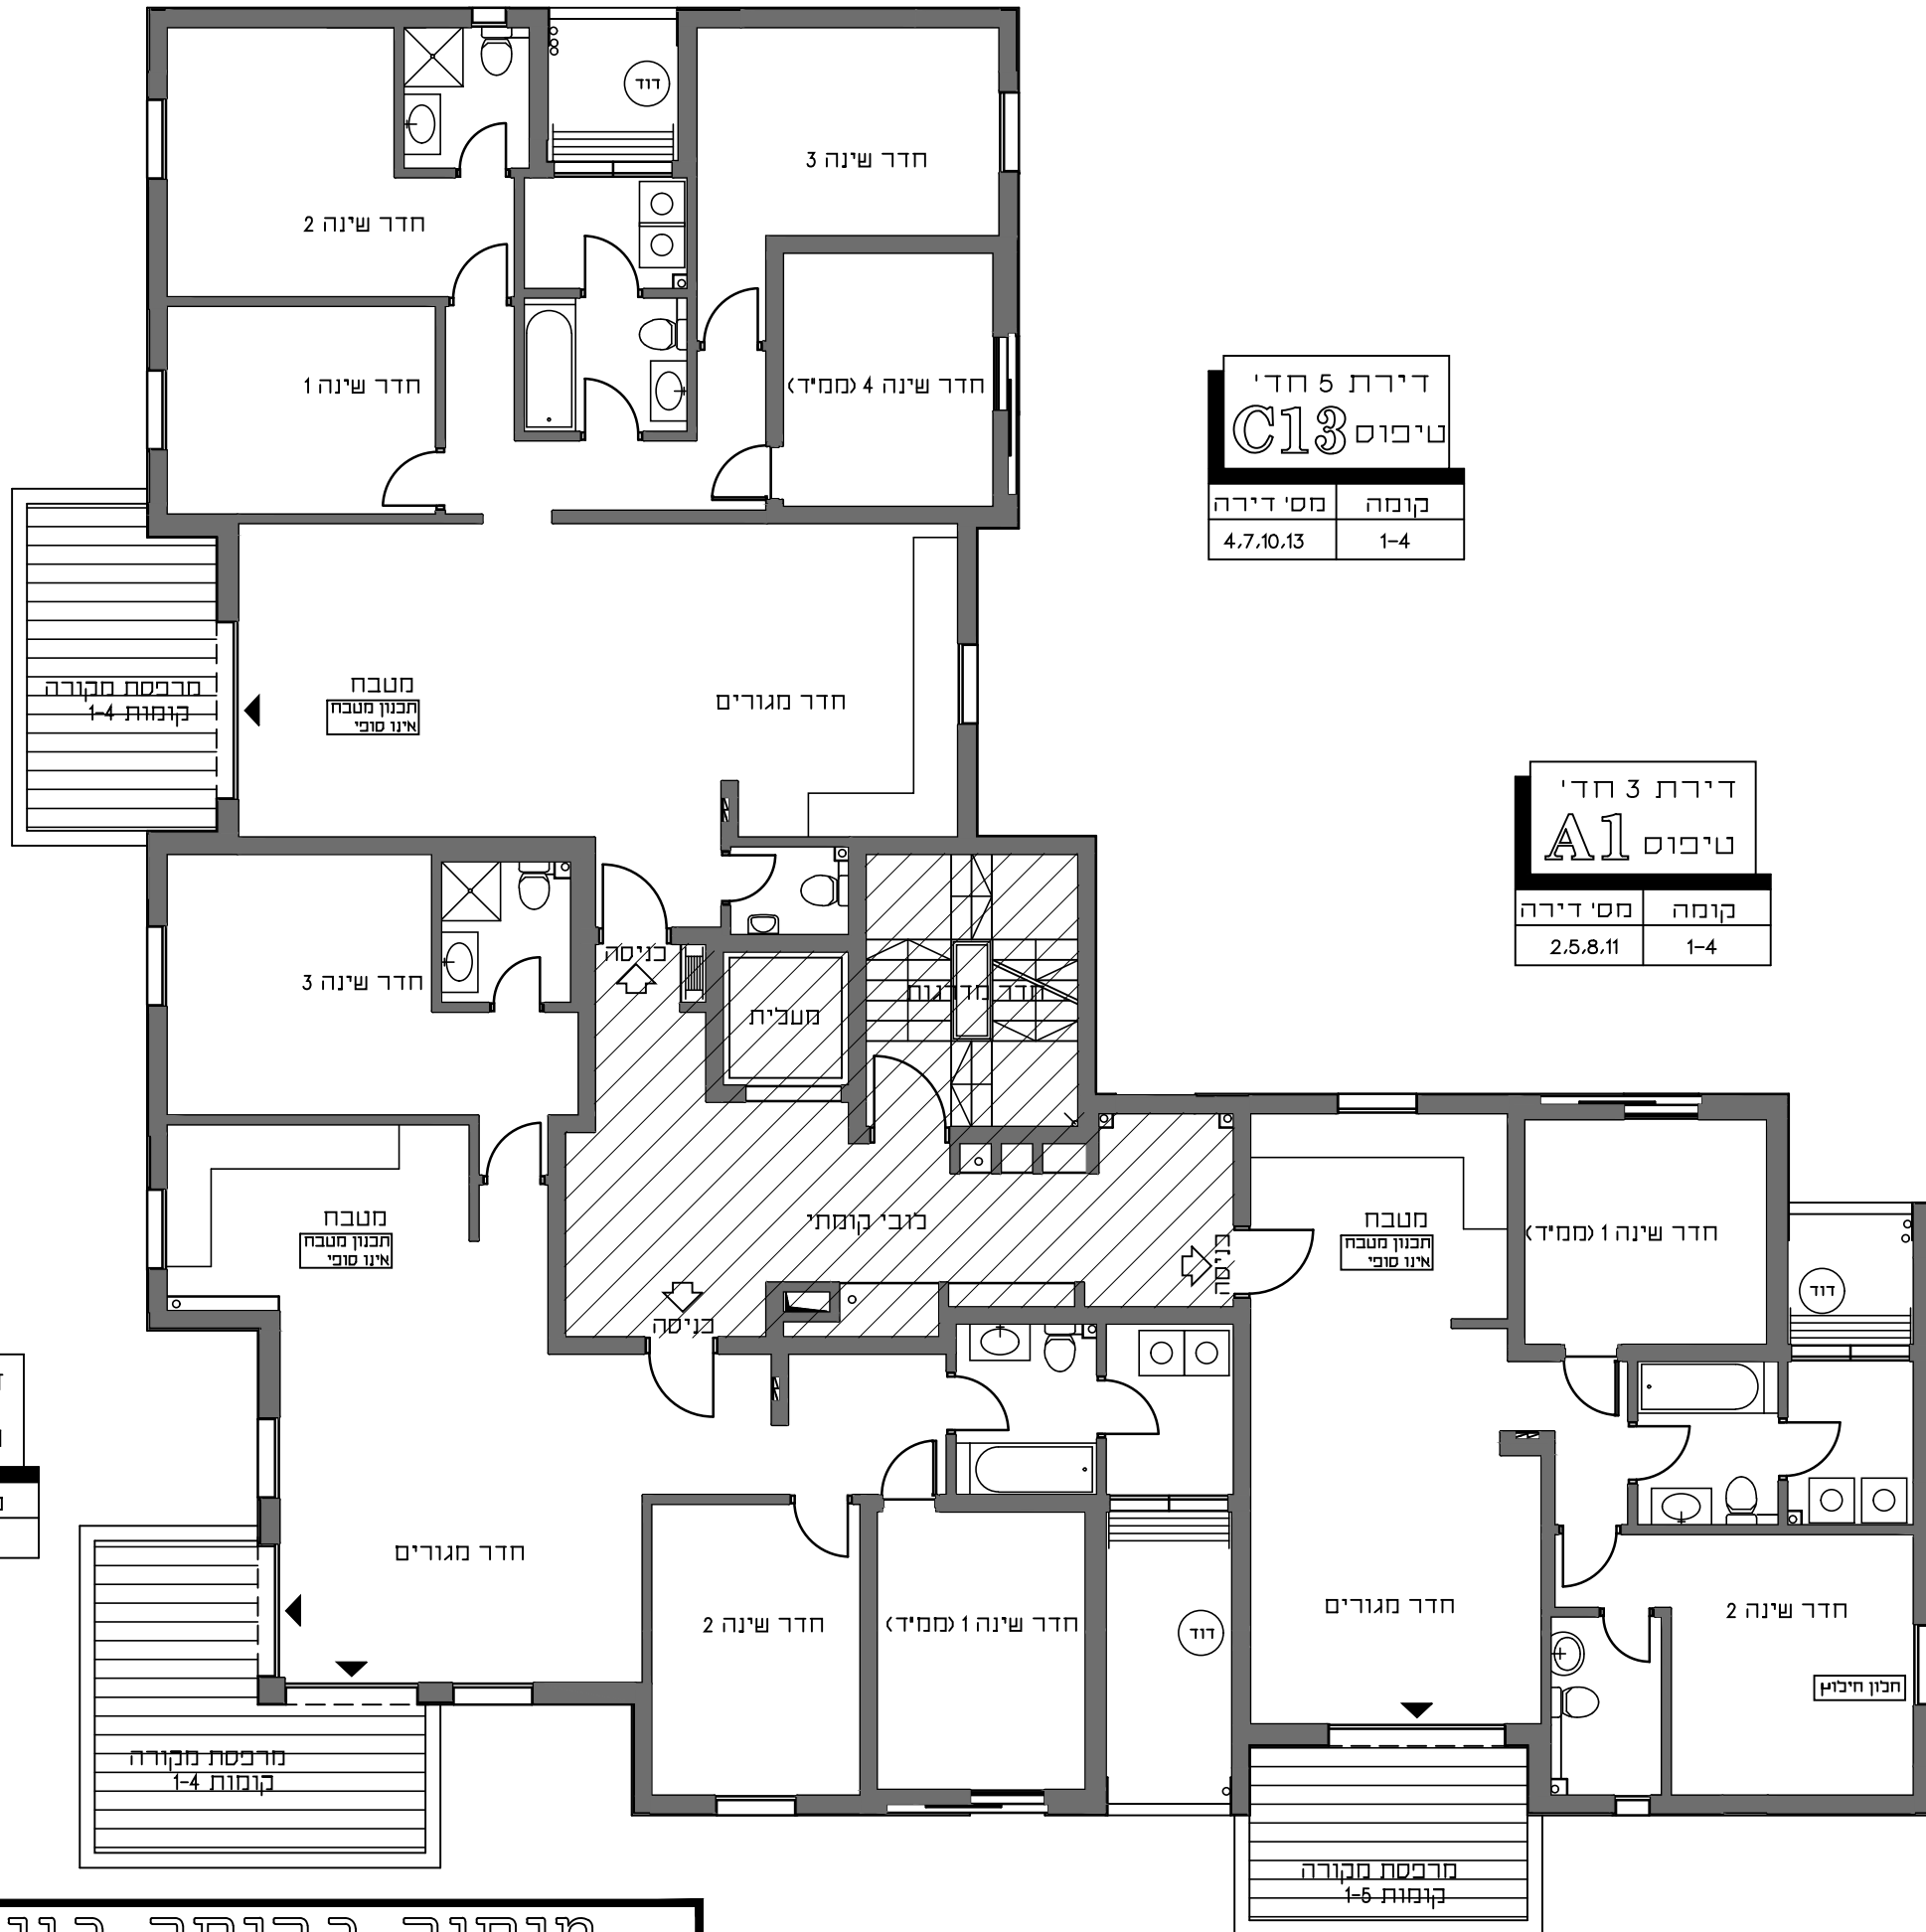 דוד
חדר שינה 3
חדר שינה 2
חדר שינה 1
חדר שינה 4 (ממ"ד)
דירת 5 חד'
טיפוס C13
קומה
מס' דירה
1-4
4,7,10,13
מרפסת מקורה
קומות 1-4
מטבח
תכנון מטבח
אינו סופי
חדר מגורים
דירת 3 חד'
טיפוס A1
קומה
מס' דירה
1-4
2,5,8,11
כניסה
חדר שינה 3
מעלית
חדר מדרגות
מטבח
תכנון מטבח
אינו סופי
לובי קומתי
כניסה
מטבח
תכנון מטבח
אינו סופי
חדר שינה 1 (ממ"ד)
דוד
כניסה
חדר מגורים
חדר שינה 2
חדר שינה 1 (ממ"ד)
דוד
חדר מגורים
חדר שינה 2
חלון חילוץ
מרפסת מקורה
קומות 1-4
מרפסת מקורה
קומות 1-5